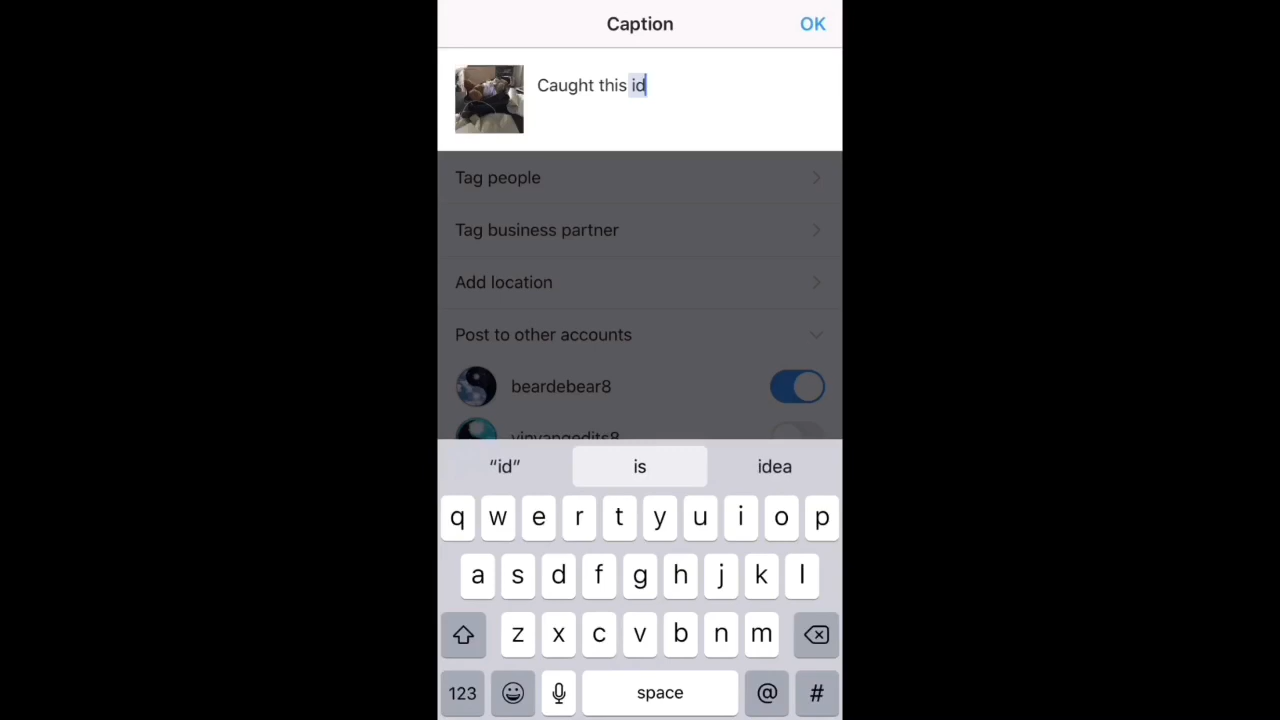 Caption OK
Caught this id
Tag people
Tag business partner
Add location
Post to other accounts
beardebear8
yinyangedits8
“id” is idea
q w e r t y u i o p
a s d f g h j k l
z x c v b n m
123 space @ #